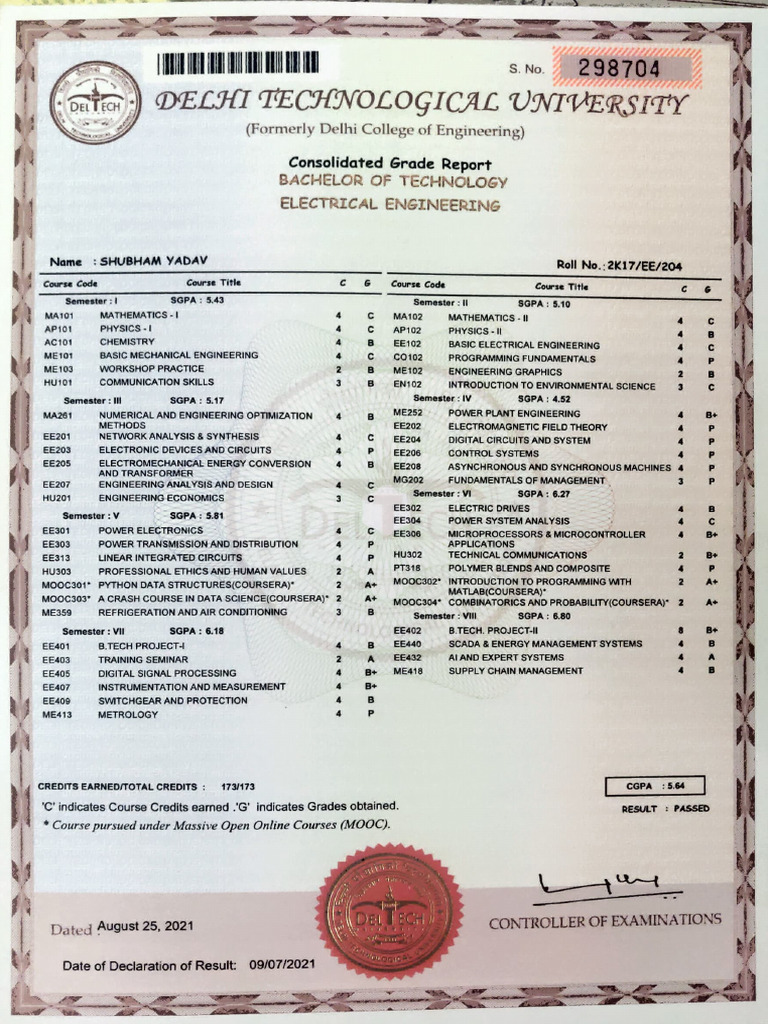 S. No. 298704
DELTECH
DELHI TECHNOLOGICAL UNIVERSITY
(Formerly Delhi College of Engineering)
Consolidated Grade Report
BACHELOR OF TECHNOLOGY
ELECTRICAL ENGINEERING
Name : SHUBHAM YADAV
Roll No.:2K17/EE/204
Course Code Course Title C G
Semester : I SGPA : 5.43
MA101 MATHEMATICS - I 4 C
AP101 PHYSICS - I 4 C
AC101 CHEMISTRY 4 B
ME101 BASIC MECHANICAL ENGINEERING 4 C
ME103 WORKSHOP PRACTICE 2 B
HU101 COMMUNICATION SKILLS 3 B
Semester : III SGPA : 5.17
MA261 NUMERICAL AND ENGINEERING OPTIMIZATION 4 B
METHODS
EE201 NETWORK ANALYSIS & SYNTHESIS 4 C
EE203 ELECTRONIC DEVICES AND CIRCUITS 4 P
EE205 ELECTROMECHANICAL ENERGY CONVERSION 4 B
AND TRANSFORMER
EE207 ENGINEERING ANALYSIS AND DESIGN 4 C
HU201 ENGINEERING ECONOMICS 3 C
Semester : V SGPA : 5.81
EE301 POWER ELECTRONICS 4 C
EE303 POWER TRANSMISSION AND DISTRIBUTION 4 P
EE313 LINEAR INTEGRATED CIRCUITS 4 P
HU303 PROFESSIONAL ETHICS AND HUMAN VALUES 2 A
MOOC301* PYTHON DATA STRUCTURES(COURSERA)* 2 A+
MOOC303* A CRASH COURSE IN DATA SCIENCE(COURSERA)* 2 A+
ME359 REFRIGERATION AND AIR CONDITIONING 3 B
Semester : VII SGPA : 6.18
EE401 B.TECH PROJECT-I 4 B
EE403 TRAINING SEMINAR 2 A
EE405 DIGITAL SIGNAL PROCESSING 4 B+
EE407 INSTRUMENTATION AND MEASUREMENT 4 B+
EE409 SWITCHGEAR AND PROTECTION 4 B
ME413 METROLOGY 4 P
Course Code Course Title C G
Semester : II SGPA : 5.10
MA102 MATHEMATICS - II 4 C
AP102 PHYSICS - II 4 B
EE102 BASIC ELECTRICAL ENGINEERING 4 C
CO102 PROGRAMMING FUNDAMENTALS 4 P
ME102 ENGINEERING GRAPHICS 2 B
EN102 INTRODUCTION TO ENVIRONMENTAL SCIENCE 3 C
Semester : IV SGPA : 4.52
ME252 POWER PLANT ENGINEERING 4 B+
EE202 ELECTROMAGNETIC FIELD THEORY 4 P
EE204 DIGITAL CIRCUITS AND SYSTEM 4 P
EE206 CONTROL SYSTEMS 4 P
EE208 ASYNCHRONOUS AND SYNCHRONOUS MACHINES 4 P
MG202 FUNDAMENTALS OF MANAGEMENT 3 P
Semester : VI SGPA : 6.27
EE302 ELECTRIC DRIVES 4 B
EE304 POWER SYSTEM ANALYSIS 4 C
EE306 MICROPROCESSORS & MICROCONTROLLER 4 B+
APPLICATIONS
HU302 TECHNICAL COMMUNICATIONS 2 B+
PT318 POLYMER BLENDS AND COMPOSITE 4 P
MOOC302* INTRODUCTION TO PROGRAMMING WITH 2 A+
MATLAB(COURSERA)*
MOOC304* COMBINATORICS AND PROBABILITY(COURSERA)* 2 A+
Semester : VIII SGPA : 6.80
EE402 B.TECH. PROJECT-II 8 B+
EE440 SCADA & ENERGY MANAGEMENT SYSTEMS 4 B
EE432 AI AND EXPERT SYSTEMS 4 A
ME418 SUPPLY CHAIN MANAGEMENT 4 B
CREDITS EARNED/TOTAL CREDITS : 173/173
CGPA : 5.64
'C' indicates Course Credits earned .'G' indicates Grades obtained.
RESULT : PASSED
* Course pursued under Massive Open Online Courses (MOOC).
DELTECH
Dated August 25, 2021
CONTROLLER OF EXAMINATIONS
Date of Declaration of Result: 09/07/2021